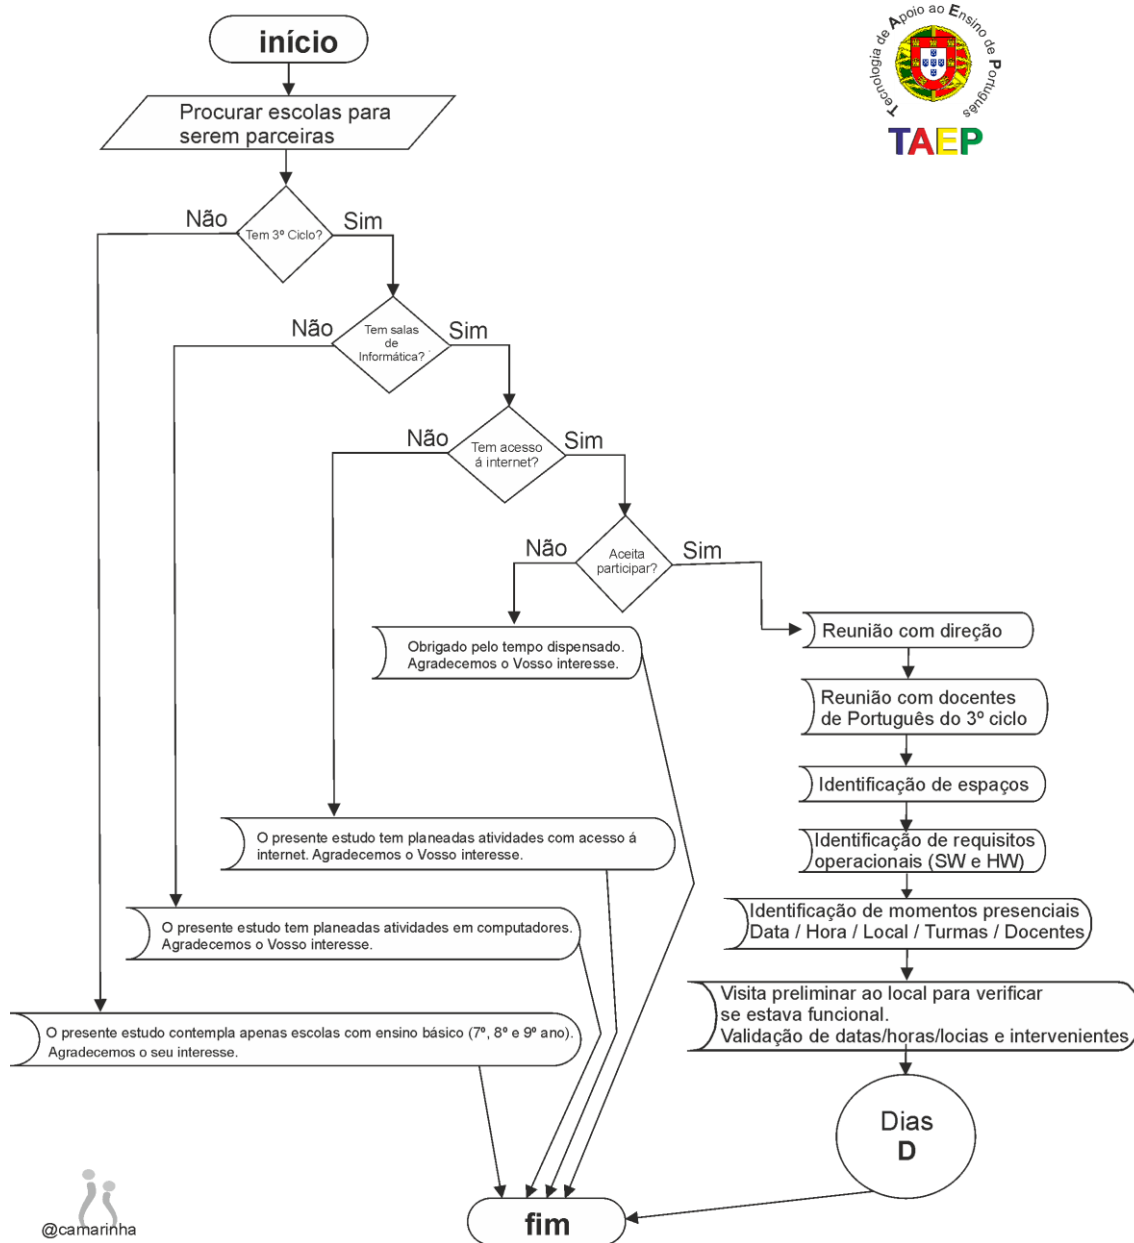 início
Tecnologia de Apoio ao Ensino de Português
TAEP
Procurar escolas para
serem parceiras
Não
Sim
Tem 3º Ciclo?
Não
Sim
Tem salas
de
Informática?
Não
Sim
Tem acesso
á internet?
Não
Sim
Aceita
participar?
Obrigado pelo tempo dispensado.
Agradecemos o Vosso interesse.
Reunião com direção
Reunião com docentes
de Português do 3º ciclo
Identificação de espaços
O presente estudo tem planeadas atividades com acesso á
internet. Agradecemos o Vosso interesse.
Identificação de requisitos
operacionais (SW e HW)
O presente estudo tem planeadas atividades em computadores.
Agradecemos o Vosso interesse.
Identificação de momentos presenciais
Data / Hora / Local / Turmas / Docentes
Visita preliminar ao local para verificar
se estava funcional.
Validação de datas/horas/locias e intervenientes
O presente estudo contempla apenas escolas com ensino básico (7º, 8º e 9º ano).
Agradecemos o seu interesse.
Dias
D
fim
@camarinha